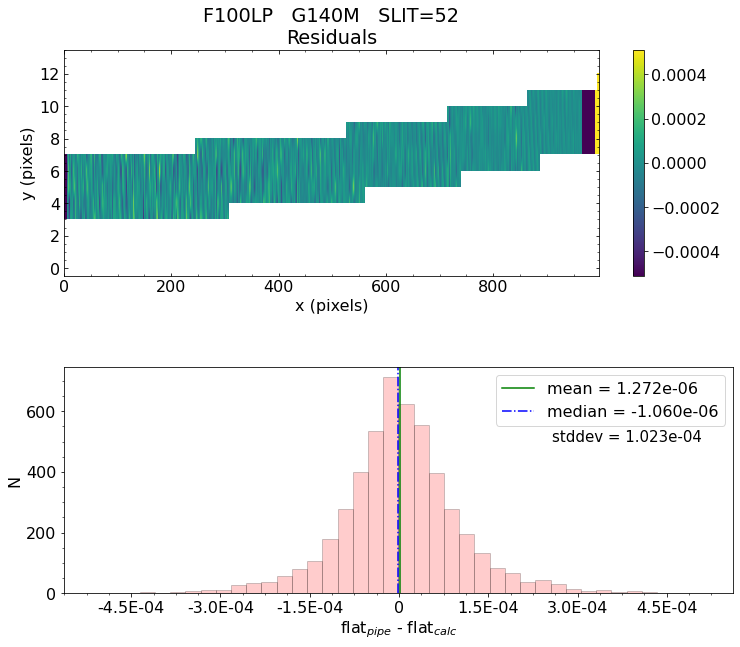 F100LP G140M SLIT=52
Residuals
12
10
8
6
4
2
0
y (pixels)
0 200 400 600 800
x (pixels)
0.0004
0.0002
0.0000
−0.0002
−0.0004
mean = 1.272e-06
median = -1.060e-06
stddev = 1.023e-04
600
400
200
0
N
-4.5E-04 -3.0E-04 -1.5E-04 0 1.5E-04 3.0E-04 4.5E-04
flat_pipe - flat_calc